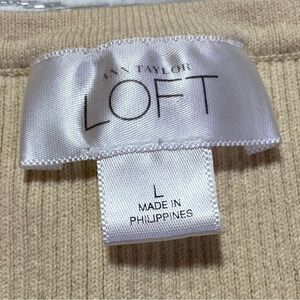 ANN TAYLOR
LOFT
L
MADE IN
PHILIPPINES